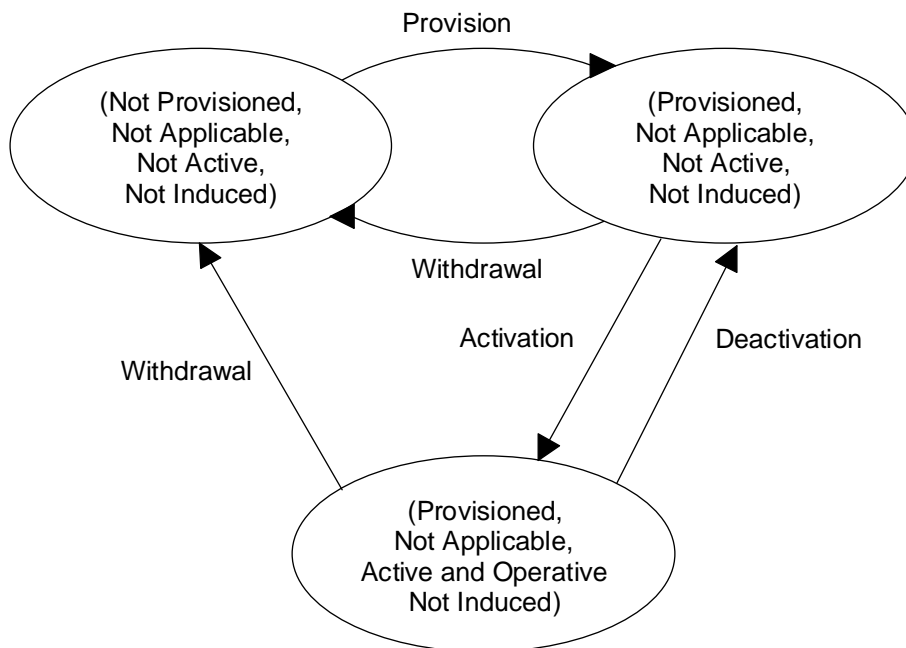 Provision
(Not Provisioned,
Not Applicable,
Not Active,
Not Induced)
(Provisioned,
Not Applicable,
Not Active,
Not Induced)
Withdrawal
Activation
Deactivation
Withdrawal
(Provisioned,
Not Applicable,
Active and Operative
Not Induced)